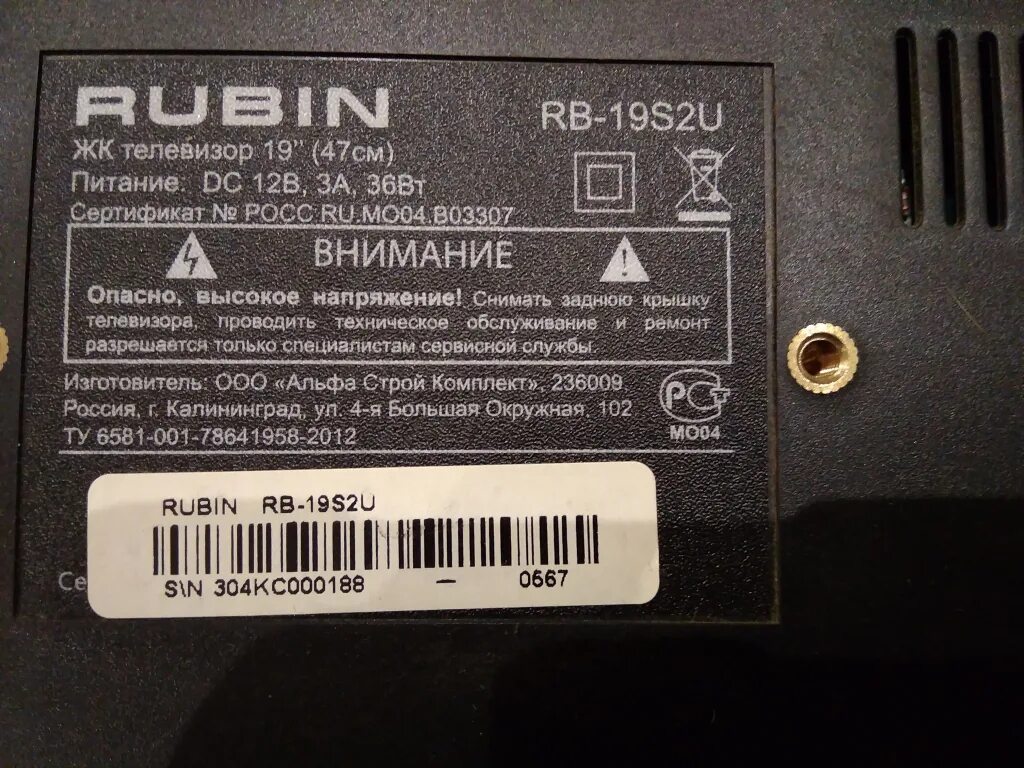 RUBIN
RB-19S2U
ЖК телевизор 19" (47см)
Питание: DC 12В, 3А, 36Вт
Сертификат № РОСС RU.МО04.В03307
ВНИМАНИЕ
Опасно, высокое напряжение! Снимать заднюю крышку
телевизора, проводить техническое обслуживание и ремонт
разрешается только специалистам сервисной службы.
Изготовитель: ООО «Альфа Строй Комплект», 236009
Россия, г. Калининград, ул. 4-я Большая Окружная, 102
ТУ 6581-001-78641958-2012
РСТ
МО04
RUBIN RB-19S2U
Се
S\N 304KC000188 – 0667